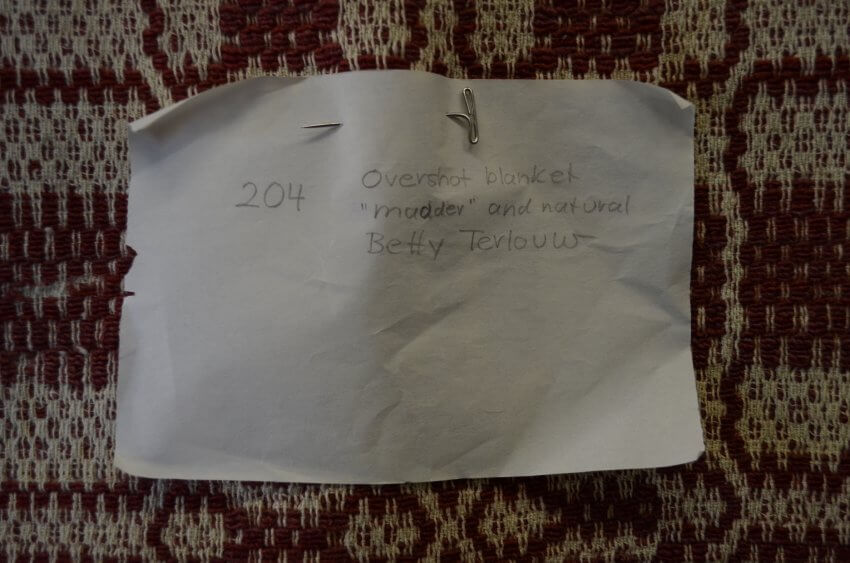 204 Overshot blanket
"madder" and natural
Betty Terlouw